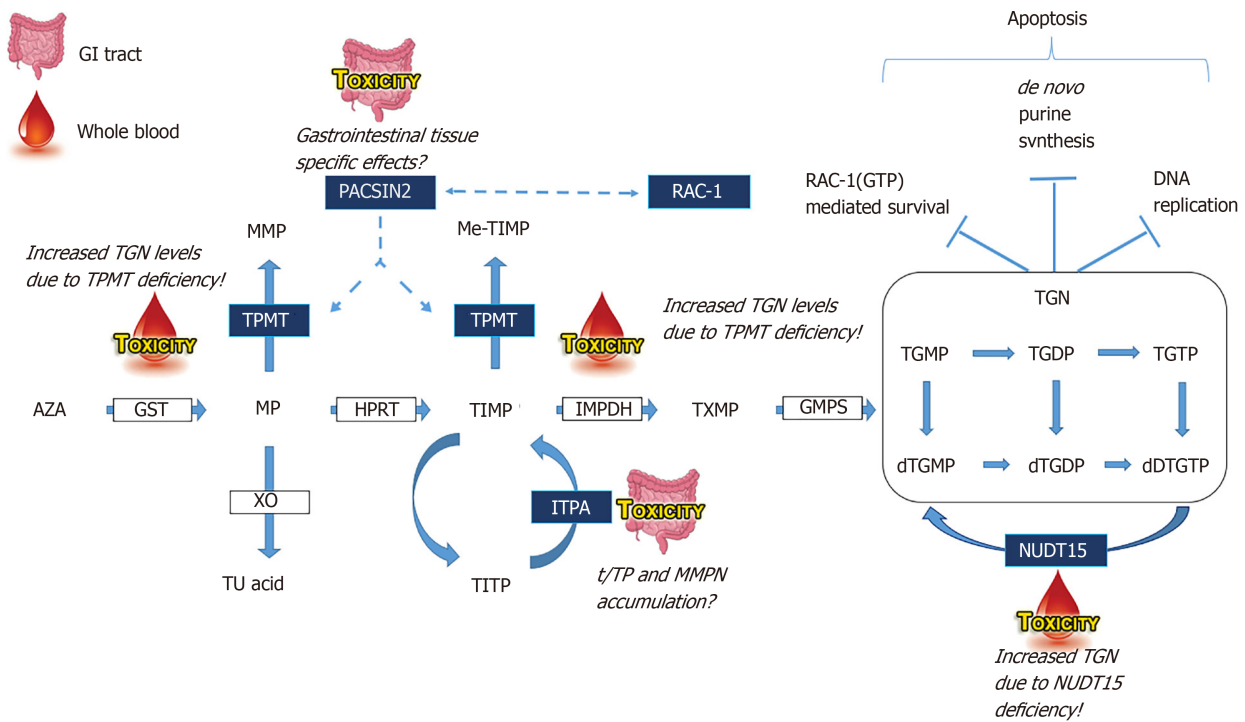 GI tract
Whole blood
TOXICITY
Gastrointestinal tissue
specific effects?
PACSIN2
RAC-1
Apoptosis
de novo
purine
svnthesis
RAC-1(GTP)
mediated survival
DNA
replication
MMP
Me-TIMP
Increased TGN levels
due to TPMT deficiency!
TOXICITY
TPMT
TPMT
TOXICITY
Increased TGN levels
due to TPMT deficiency!
AZA
GST
MP
HPRT
TIMP
IMPDH
TXMP
GMPS
TGN
TGMP
TGDP
TGTP
dTGMP
dTGDP
dDTGTP
XO
TU acid
ITPA
TOXICITY
TITP
t/TP and MMPN
accumulation?
NUDT15
TOXICITY
Increased TGN
due to NUDT15
deficiency!